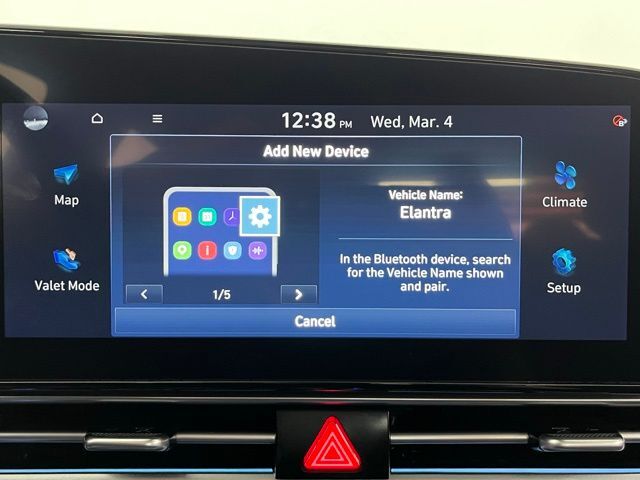 12:38 PM Wed, Mar. 4
Add New Device
Map
Valet Mode
1/5
Vehicle Name:
Elantra
In the Bluetooth device, search
for the Vehicle Name shown
and pair.
Cancel
Climate
Setup